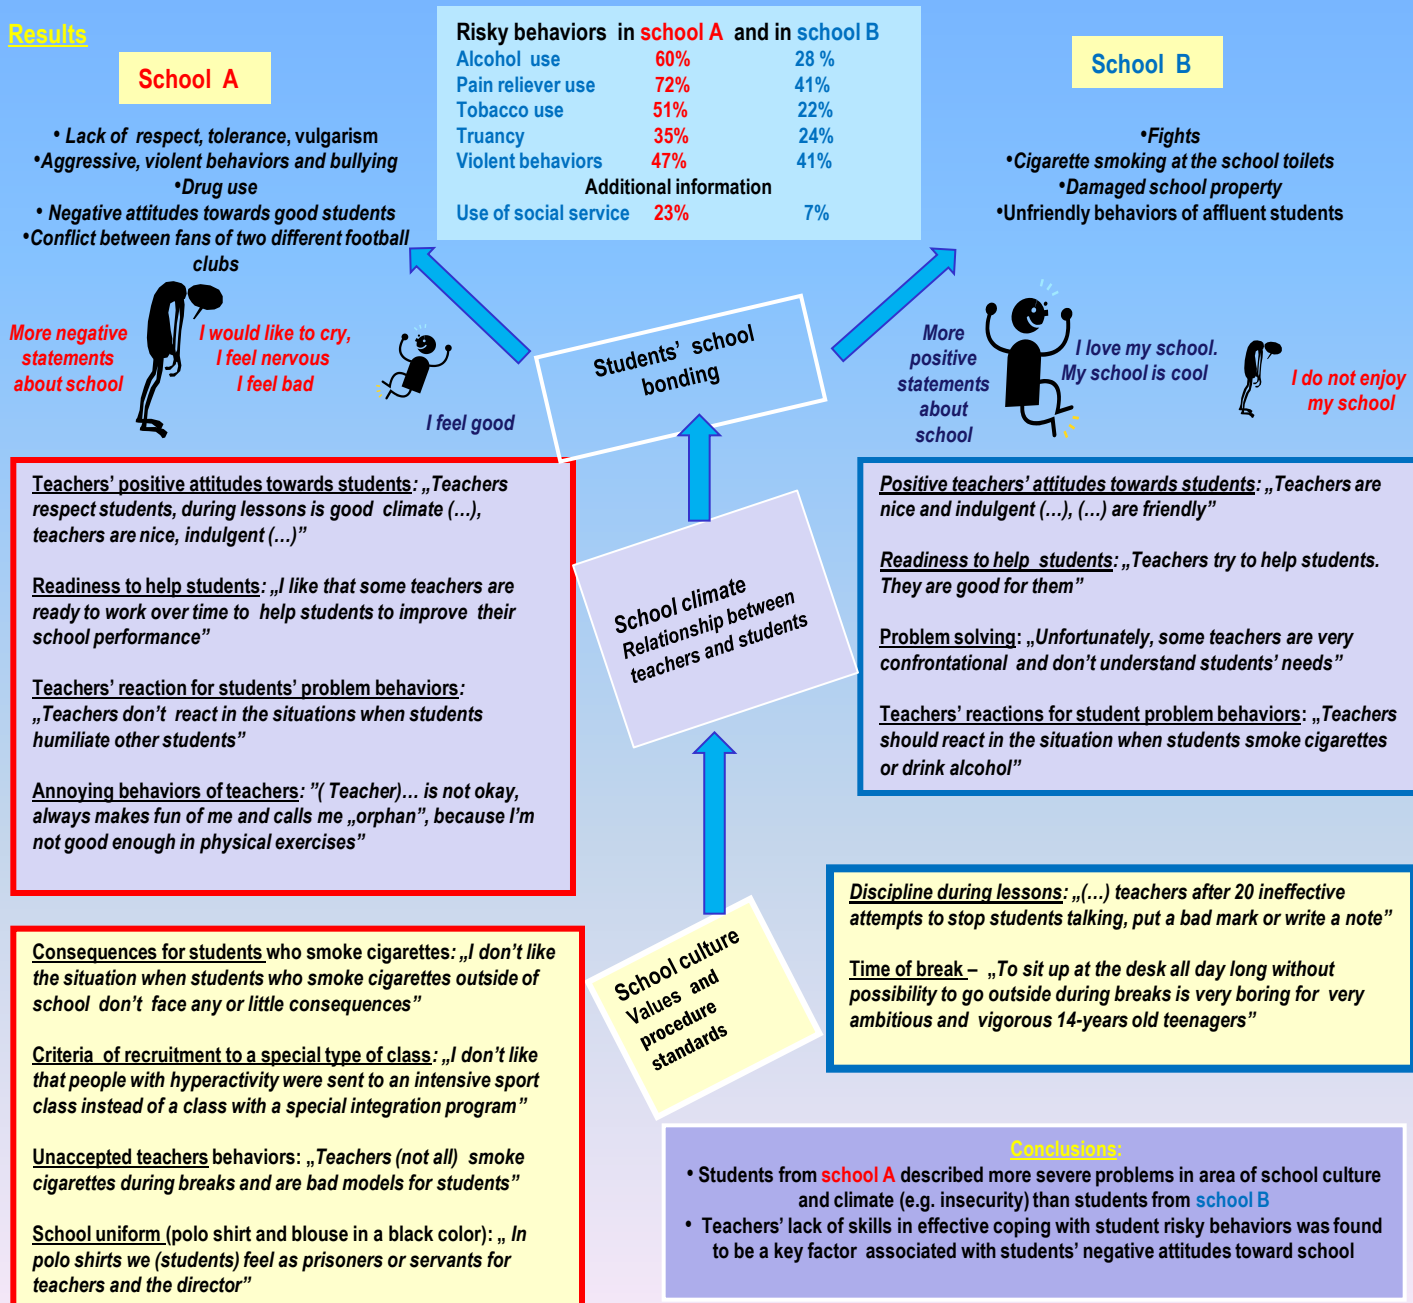 Results
School A
• Lack of respect, tolerance, vulgarism
•Aggressive, violent behaviors and bullying
•Drug use
• Negative attitudes towards good students
•Conflict between fans of two different football
clubs
Risky behaviors in school A and in school B
Alcohol use 60% 28 %
Pain reliever use 72% 41%
Tobacco use 51% 22%
Truancy 35% 24%
Violent behaviors 47% 41%
Additional information
Use of social service 23% 7%
School B
•Fights
•Cigarette smoking at the school toilets
•Damaged school property
•Unfriendly behaviors of affluent students
More negative
statements
about school
I would like to cry,
I feel nervous
I feel bad
I feel good
Students' school
bonding
More
positive
statements
about
school
I love my school.
My school is cool
I do not enjoy
my school
Teachers' positive attitudes towards students: „Teachers
respect students, during lessons is good climate (…),
teachers are nice, indulgent (…)”
Readiness to help students: „I like that some teachers are
ready to work over time to help students to improve their
school performance”
Teachers' reaction for students' problem behaviors:
„Teachers don't react in the situations when students
humiliate other students”
Annoying behaviors of teachers: ”( Teacher)… is not okay,
always makes fun of me and calls me „orphan”, because I'm
not good enough in physical exercises”
School climate
Relationship between
teachers and students
Positive teachers' attitudes towards students: „Teachers are
nice and indulgent (…), (…) are friendly”
Readiness to help students: „Teachers try to help students.
They are good for them”
Problem solving: „Unfortunately, some teachers are very
confrontational and don't understand students' needs”
Teachers' reactions for student problem behaviors: „Teachers
should react in the situation when students smoke cigarettes
or drink alcohol”
Consequences for students who smoke cigarettes: „I don't like
the situation when students who smoke cigarettes outside of
school don't face any or little consequences”
Criteria of recruitment to a special type of class: „I don't like
that people with hyperactivity were sent to an intensive sport
class instead of a class with a special integration program”
Unaccepted teachers behaviors: „Teachers (not all) smoke
cigarettes during breaks and are bad models for students”
School uniform (polo shirt and blouse in a black color): „ In
polo shirts we (students) feel as prisoners or servants for
teachers and the director”
School culture
Values and
procedure
standards
Discipline during lessons: „(…) teachers after 20 ineffective
attempts to stop students talking, put a bad mark or write a note”
Time of break – „To sit up at the desk all day long without
possibility to go outside during breaks is very boring for very
ambitious and vigorous 14-years old teenagers”
Conclusions:
• Students from school A described more severe problems in area of school culture
and climate (e.g. insecurity) than students from school B
• Teachers' lack of skills in effective coping with student risky behaviors was found
to be a key factor associated with students' negative attitudes toward school